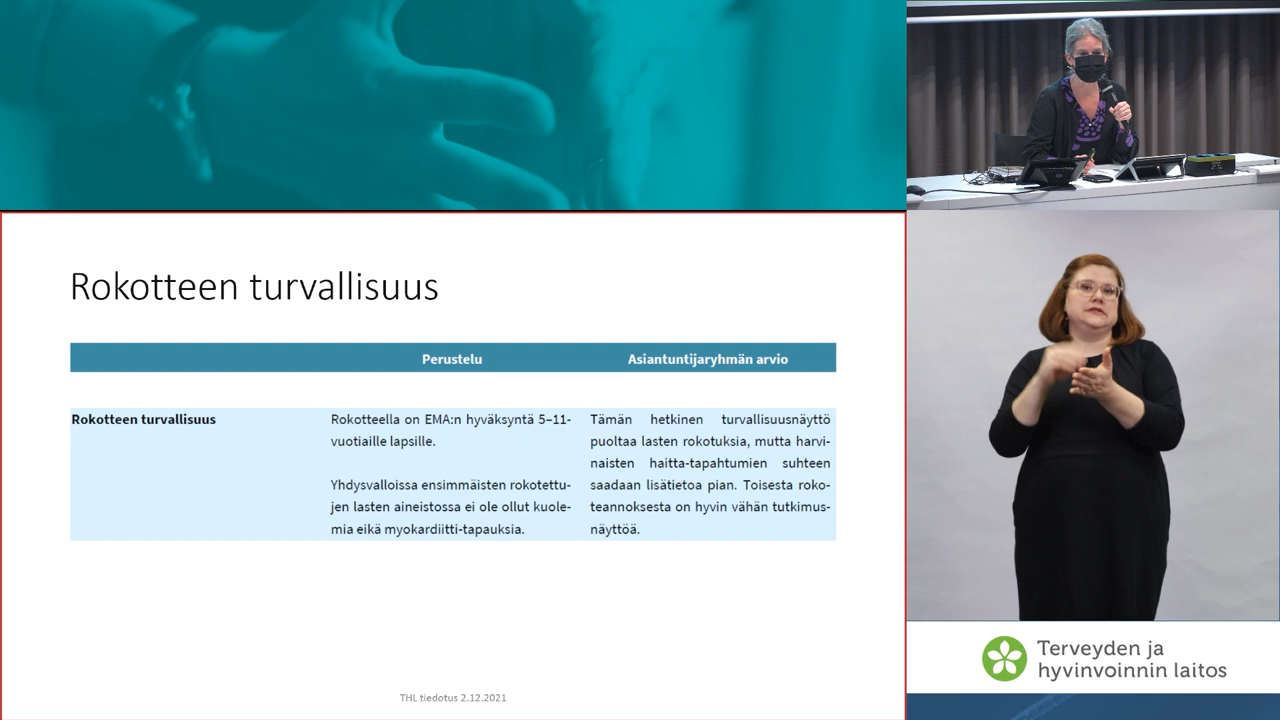 Rokotteen turvallisuus
Perustelu
Asiantuntijaryhmän arvio
Rokotteen turvallisuus
Rokotteella on EMA:n hyväksyntä 5–11-
vuotiaille lapsille.
Yhdysvalloissa ensimmäisten rokotettu-
jen lasten aineistossa ei ole ollut kuole-
mia eikä myokardiitti-tapauksia.
Tämän hetkinen turvallisuusnäyttö
puoltaa lasten rokotuksia, mutta harvi-
naisten haitta-tapahtumien suhteen
saadaan lisätietoa pian. Toisesta roko-
teannoksesta on hyvin vähän tutkimus-
näyttöä.
THL tiedotus 2.12.2021
Terveyden ja
hyvinvoinnin laitos